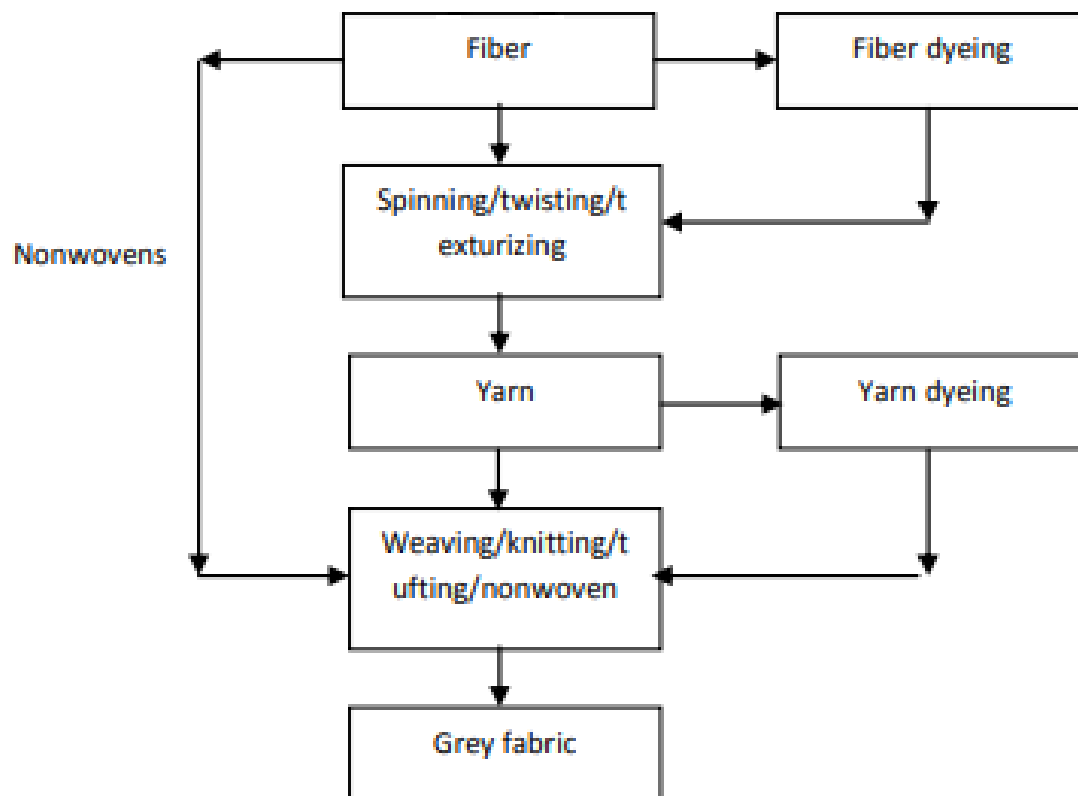 Fiber
Fiber dyeing
Spinning/twisting/t
exturizing
Nonwovens
Yarn
Yarn dyeing
Weaving/knitting/t
ufting/nonwoven
Grey fabric